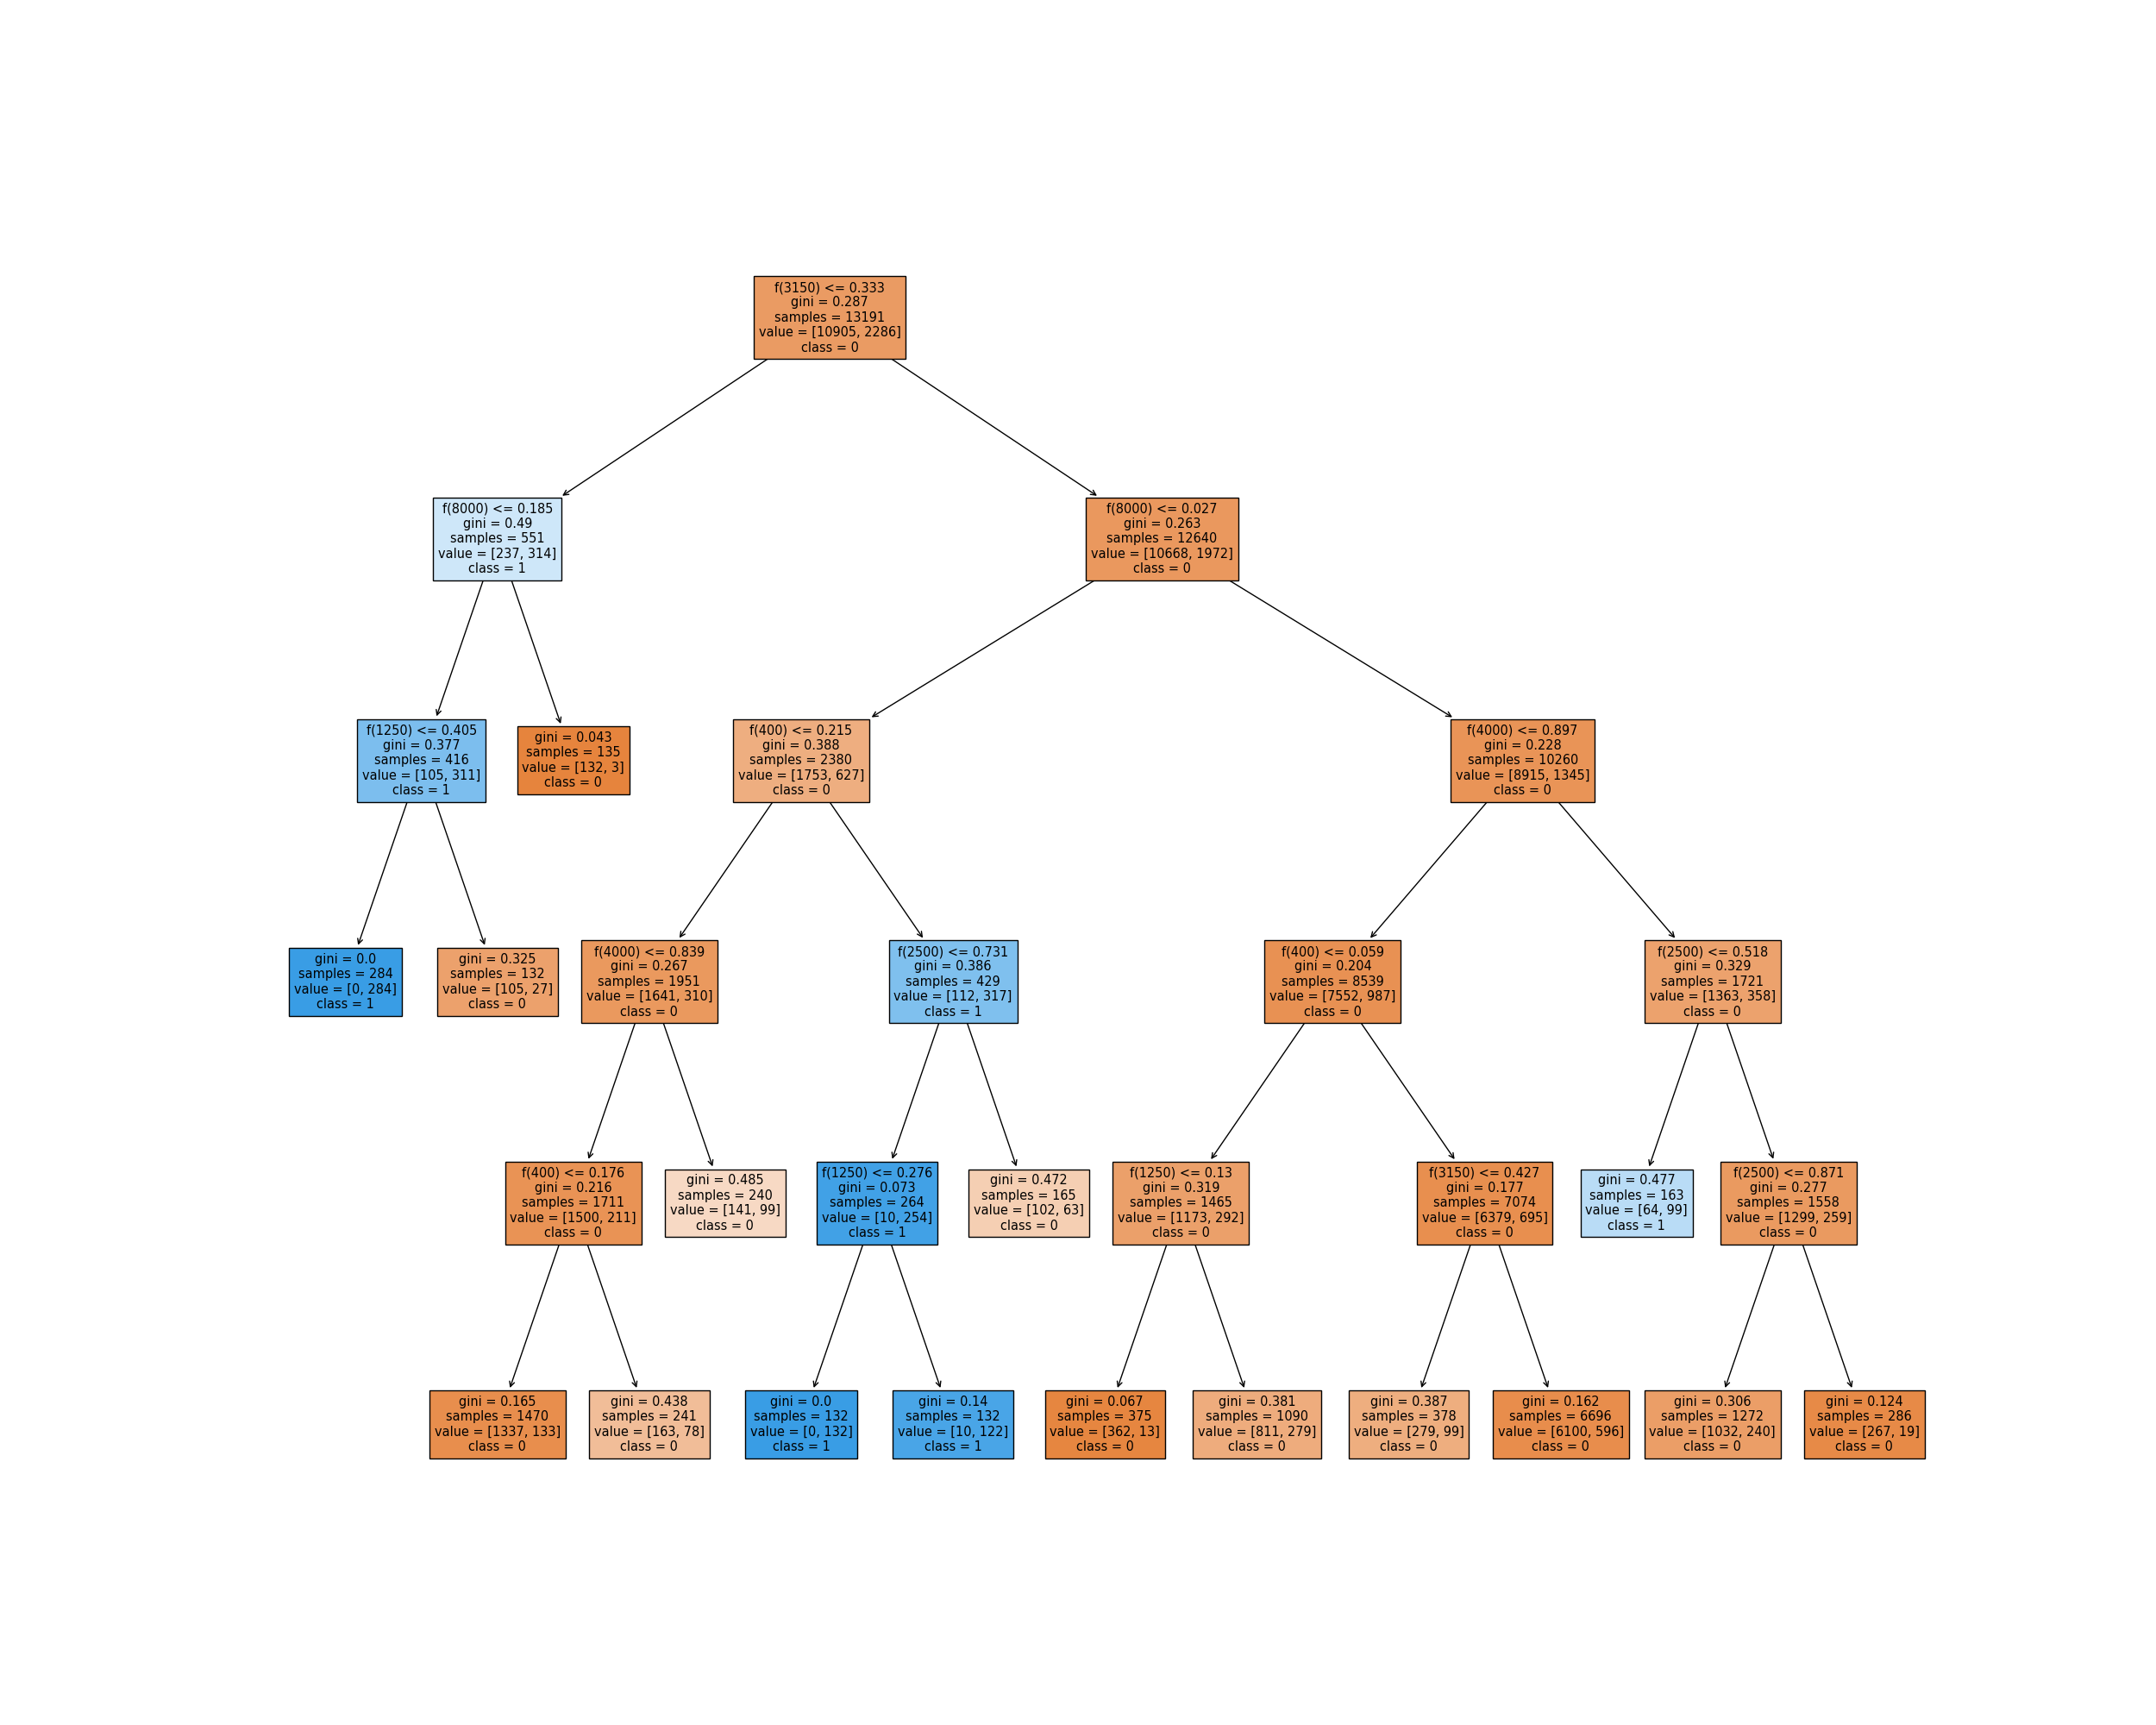 f(3150) <= 0.333
gini = 0.287
samples = 13191
value = [10905, 2286]
class = 0
f(8000) <= 0.185
gini = 0.49
samples = 551
value = [237, 314]
class = 1
f(8000) <= 0.027
gini = 0.263
samples = 12640
value = [10668, 1972]
class = 0
f(1250) <= 0.405
gini = 0.377
samples = 416
value = [105, 311]
class = 1
gini = 0.043
samples = 135
value = [132, 3]
class = 0
f(400) <= 0.215
gini = 0.388
samples = 2380
value = [1753, 627]
class = 0
f(4000) <= 0.897
gini = 0.228
samples = 10260
value = [8915, 1345]
class = 0
gini = 0.0
samples = 284
value = [0, 284]
class = 1
gini = 0.325
samples = 132
value = [105, 27]
class = 0
f(4000) <= 0.839
gini = 0.267
samples = 1951
value = [1641, 310]
class = 0
f(2500) <= 0.731
gini = 0.386
samples = 429
value = [112, 317]
class = 1
f(400) <= 0.059
gini = 0.204
samples = 8539
value = [7552, 987]
class = 0
f(2500) <= 0.518
gini = 0.329
samples = 1721
value = [1363, 358]
class = 0
f(400) <= 0.176
gini = 0.216
samples = 1711
value = [1500, 211]
class = 0
gini = 0.485
samples = 240
value = [141, 99]
class = 0
f(1250) <= 0.276
gini = 0.073
samples = 264
value = [10, 254]
class = 1
gini = 0.472
samples = 165
value = [102, 63]
class = 0
f(1250) <= 0.13
gini = 0.319
samples = 1465
value = [1173, 292]
class = 0
f(3150) <= 0.427
gini = 0.177
samples = 7074
value = [6379, 695]
class = 0
gini = 0.477
samples = 163
value = [64, 99]
class = 1
f(2500) <= 0.871
gini = 0.277
samples = 1558
value = [1299, 259]
class = 0
gini = 0.165
samples = 1470
value = [1337, 133]
class = 0
gini = 0.438
samples = 241
value = [163, 78]
class = 0
gini = 0.0
samples = 132
value = [0, 132]
class = 1
gini = 0.14
samples = 132
value = [10, 122]
class = 1
gini = 0.067
samples = 375
value = [362, 13]
class = 0
gini = 0.381
samples = 1090
value = [811, 279]
class = 0
gini = 0.387
samples = 378
value = [279, 99]
class = 0
gini = 0.162
samples = 6696
value = [6100, 596]
class = 0
gini = 0.306
samples = 1272
value = [1032, 240]
class = 0
gini = 0.124
samples = 286
value = [267, 19]
class = 0